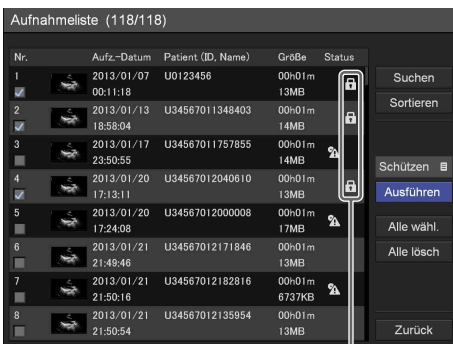 Aufnahmeliste (118/118)
Nr. Aufz.-Datum Patient (ID, Name) Größe Status
1 2013/01/07 U0123456 00h01m
00:11:18 13MB
2 2013/01/13 U34567011348403 00h01m
18:58:04 14MB
3 2013/01/17 U34567011757855 00h01m
23:50:55 14MB
4 2013/01/20 U34567012040610 00h01m
17:13:11 13MB
5 2013/01/20 U34567012000008 00h01m
17:24:08 17MB
6 2013/01/21 U34567012171846 00h01m
21:49:46 13MB
7 2013/01/21 U34567012182816 00h01m
21:50:16 6737KB
8 2013/01/21 U34567012135954 00h01m
21:50:54 13MB
Suchen
Sortieren
Schützen
Ausführen
Alle wähl.
Alle lösch
Zurück